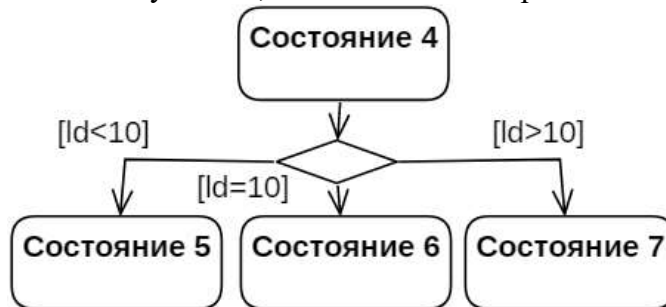 Состояние 4
[Id<10]
[Id>10]
[Id=10]
Состояние 5
Состояние 6
Состояние 7